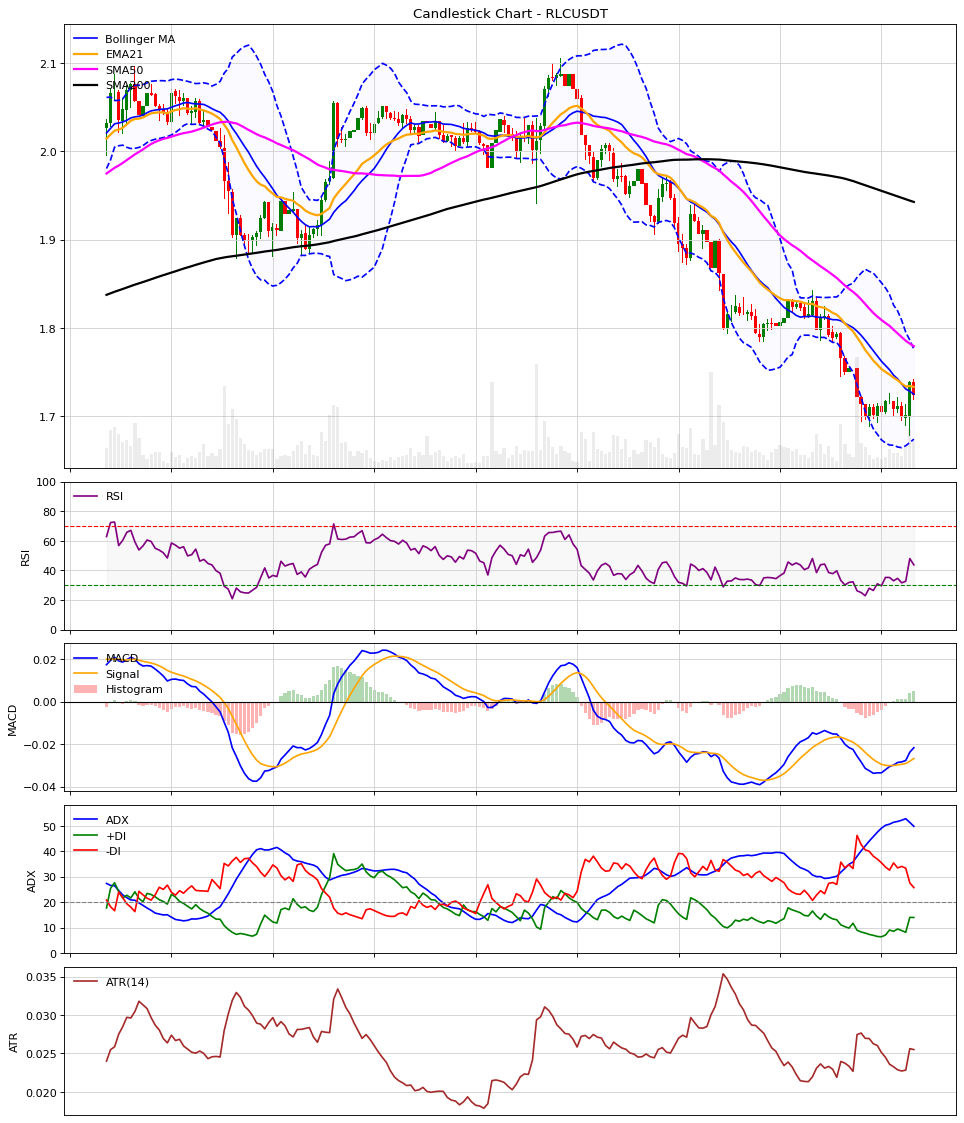 Candlestick Chart - RLCUSDT
Bollinger MA
EMA21
SMA50
SMA200
2.1
2.0
1.9
1.8
1.7
RSI
100
80
60
40
20
0
RSI
MACD
Signal
Histogram
0.02
0.00
−0.02
−0.04
MACD
ADX
+DI
-DI
50
40
30
20
10
0
ADX
ATR(14)
0.035
0.030
0.025
0.020
ATR